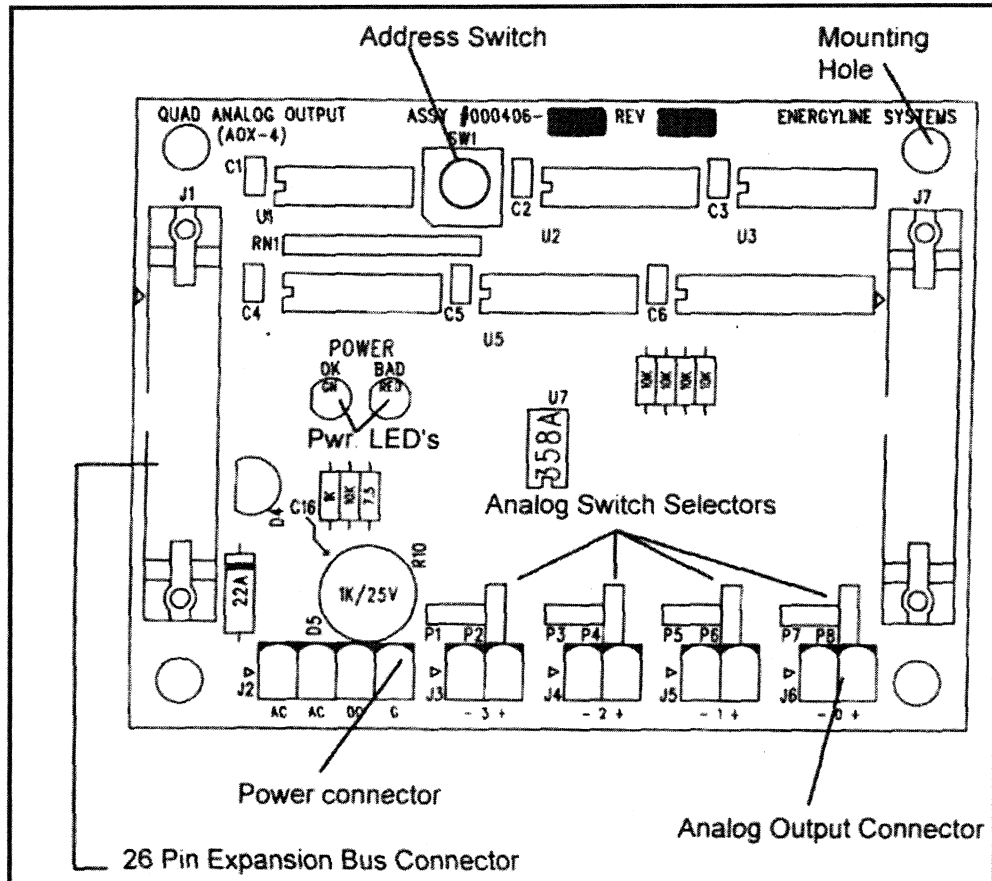 Address Switch
Mounting
Hole
QUAD ANALOG OUTPUT
(AOX-4)
ASSY #000406-
REV
ENERGYLINE SYSTEMS
SW1
C1
C2
C3
J1
J7
U1
U2
U3
RN1
C4
C5
C6
U5
POWER
OK
BAD
GN
RED
10K
10K
10K
10K
U7
358A
Pwr. LED's
D4
C16
1K
10K
7.5
Analog Switch Selectors
R10
22A
1K/25V
D5
P1
P2
P3
P4
P5
P6
P7
P8
J2
J3
J4
J5
J6
AC
AC
DC
G
- 3 +
- 2 +
- 1 +
- 0 +
Power connector
Analog Output Connector
26 Pin Expansion Bus Connector